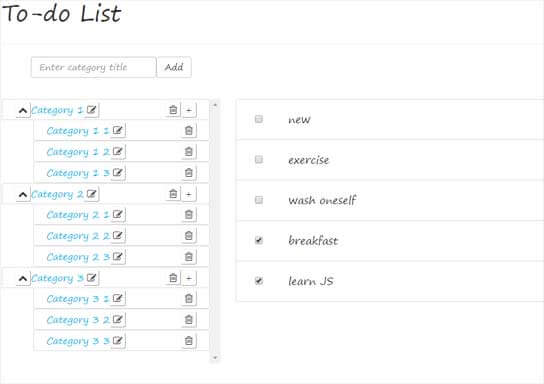 To-do List
Enter category title Add
Category 1 +
Category 1 1
Category 1 2
Category 1 3
Category 2 +
Category 2 1
Category 2 2
Category 2 3
Category 3 +
Category 3 1
Category 3 2
Category 3 3
new
exercise
wash oneself
breakfast
learn JS